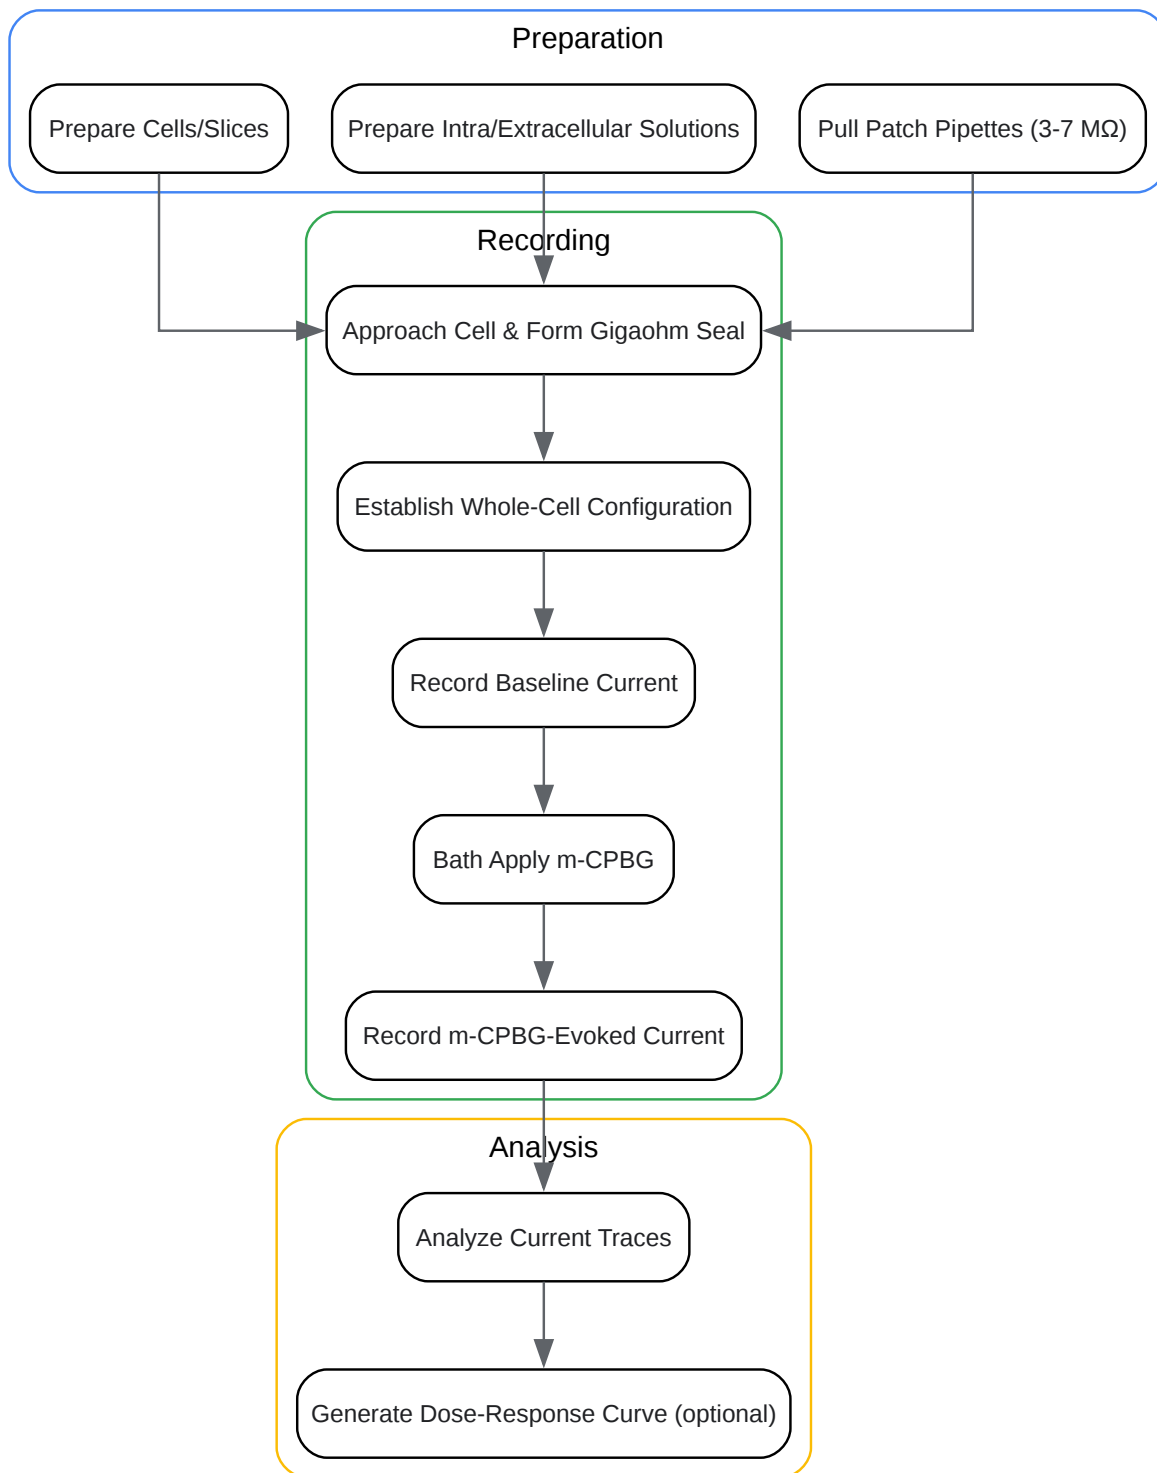 Preparation
Prepare Cells/Slices
Prepare Intra/Extracellular Solutions
Pull Patch Pipettes (3-7 MΩ)
Recording
Approach Cell & Form Gigaohm Seal
Establish Whole-Cell Configuration
Record Baseline Current
Bath Apply m-CPBG
Record m-CPBG-Evoked Current
Analysis
Analyze Current Traces
Generate Dose-Response Curve (optional)